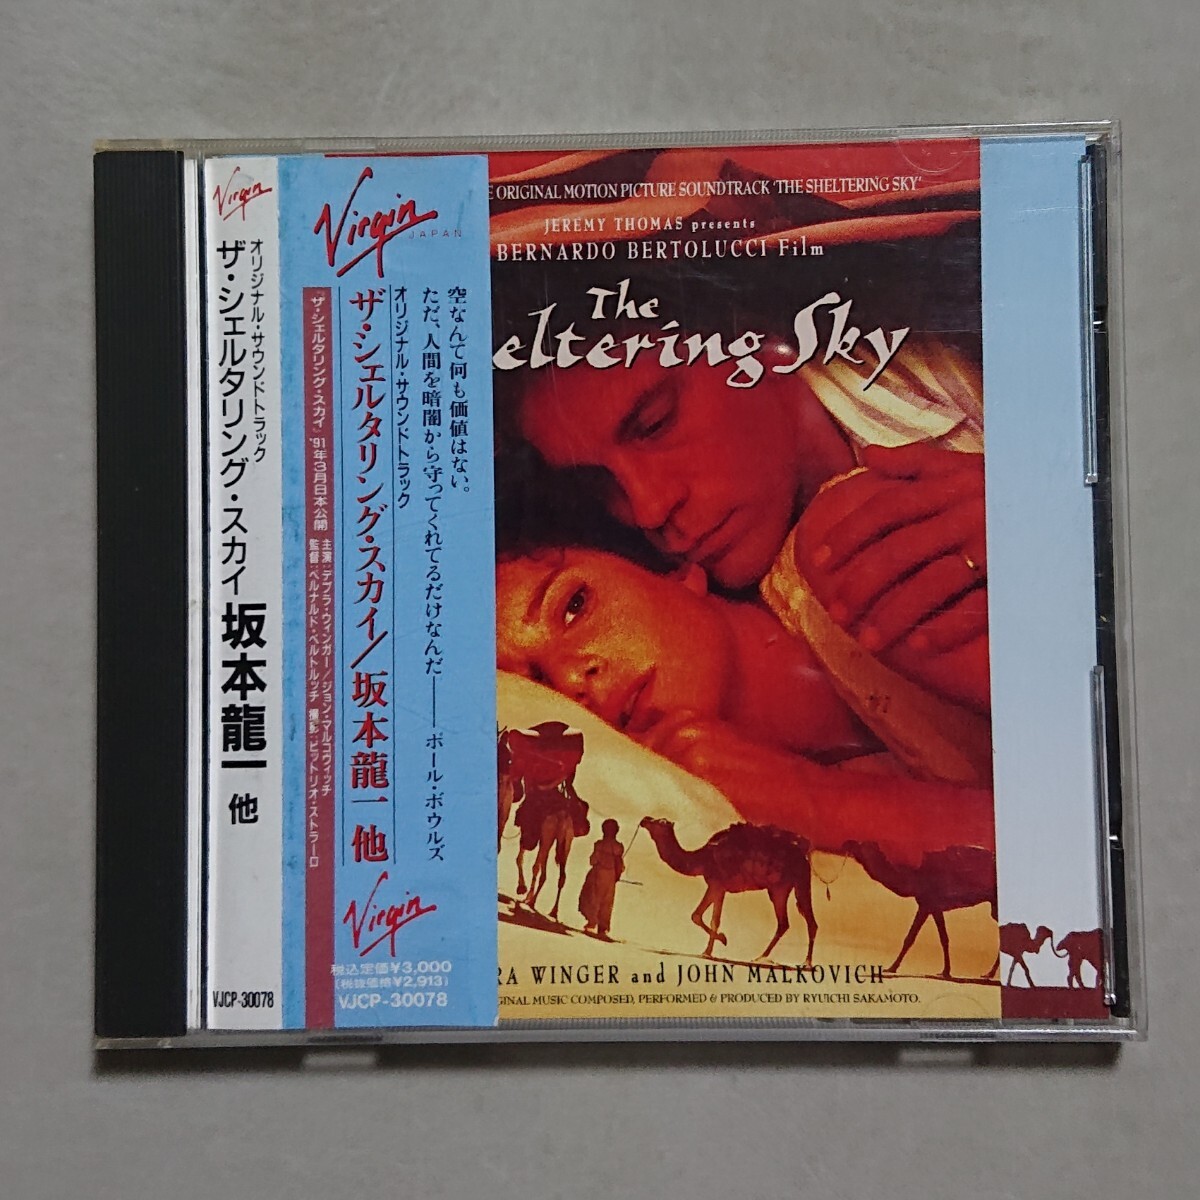 Virgin
オリジナル・サウンドトラック
ザ・シェルタリング・スカイ 坂本龍一 他
VJCP-30078
Virgin
JAPAN
空なんて何も価値はない。
ただ、人間を暗闇から守ってくれてるだけなんだ——ポール・ボウルズ
オリジナル・サウンドトラック
ザ・シェルタリング・スカイ/坂本龍一 他
『ザ・シェルタリング・スカイ』'91年3月日本公開
主演:デブラ・ウィンガー/ジョン・マルコヴィッチ
監督:ベルナルド・ベルトルッチ 撮影:ビットリオ・ストラーロ
Virgin
税込定価¥3,000
(税抜価格¥2,913)
VJCP-30078
E ORIGINAL MOTION PICTURE SOUNDTRACK 'THE SHELTERING SKY'
JEREMY THOMAS presents
BERNARDO BERTOLUCCI Film
The
eltering Sky
RA WINGER and JOHN MALKOVICH
GINAL MUSIC COMPOSED, PERFORMED & PRODUCED BY RYUICHI SAKAMOTO.